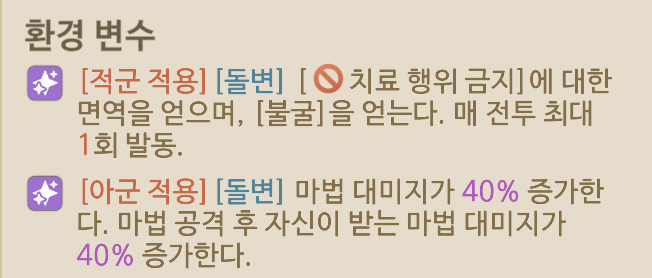 환경 변수
[적군 적용] [돌변] [🚫치료 행위 금지]에 대한
면역을 얻으며, [불굴]을 얻는다. 매 전투 최대
1회 발동.
[아군 적용] [돌변] 마법 대미지가 40% 증가한
다. 마법 공격 후 자신이 받는 마법 대미지가
40% 증가한다.